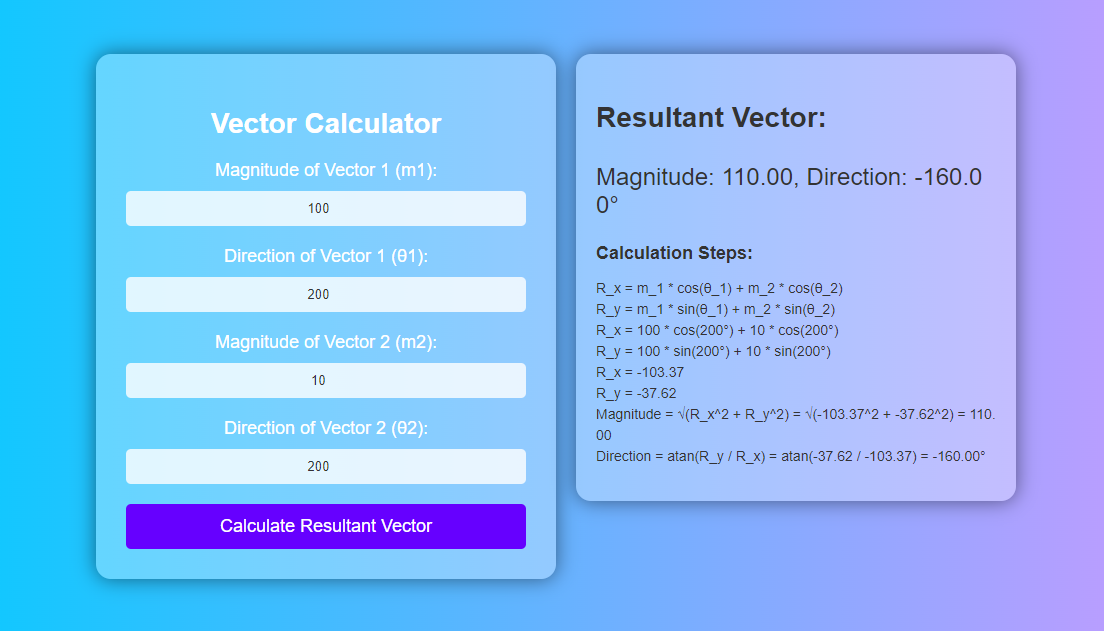 Vector Calculator
Magnitude of Vector 1 (m1):
100
Direction of Vector 1 (θ1):
200
Magnitude of Vector 2 (m2):
10
Direction of Vector 2 (θ2):
200
Calculate Resultant Vector
Resultant Vector:
Magnitude: 110.00, Direction: -160.0
0°
Calculation Steps:
R_x = m_1 * cos(θ_1) + m_2 * cos(θ_2)
R_y = m_1 * sin(θ_1) + m_2 * sin(θ_2)
R_x = 100 * cos(200°) + 10 * cos(200°)
R_y = 100 * sin(200°) + 10 * sin(200°)
R_x = -103.37
R_y = -37.62
Magnitude = √(R_x^2 + R_y^2) = √(-103.37^2 + -37.62^2) = 110.
00
Direction = atan(R_y / R_x) = atan(-37.62 / -103.37) = -160.00°